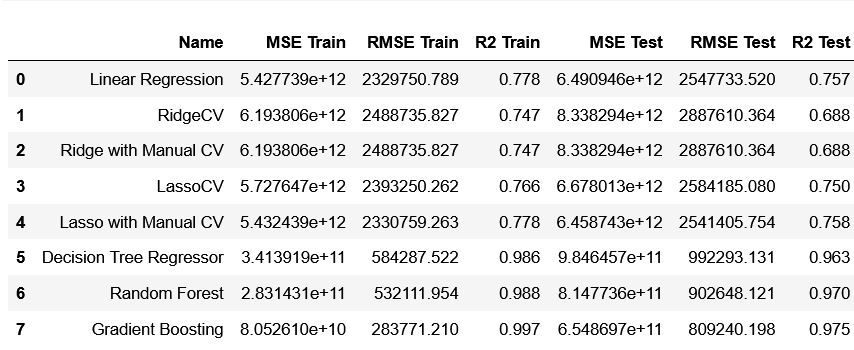 Name MSE Train RMSE Train R2 Train MSE Test RMSE Test R2 Test
0 Linear Regression 5.427739e+12 2329750.789 0.778 6.490946e+12 2547733.520 0.757
1 RidgeCV 6.193806e+12 2488735.827 0.747 8.338294e+12 2887610.364 0.688
2 Ridge with Manual CV 6.193806e+12 2488735.827 0.747 8.338294e+12 2887610.364 0.688
3 LassoCV 5.727647e+12 2393250.262 0.766 6.678013e+12 2584185.080 0.750
4 Lasso with Manual CV 5.432439e+12 2330759.263 0.778 6.458743e+12 2541405.754 0.758
5 Decision Tree Regressor 3.413919e+11 584287.522 0.986 9.846457e+11 992293.131 0.963
6 Random Forest 2.831431e+11 532111.954 0.988 8.147736e+11 902648.121 0.970
7 Gradient Boosting 8.052610e+10 283771.210 0.997 6.548697e+11 809240.198 0.975